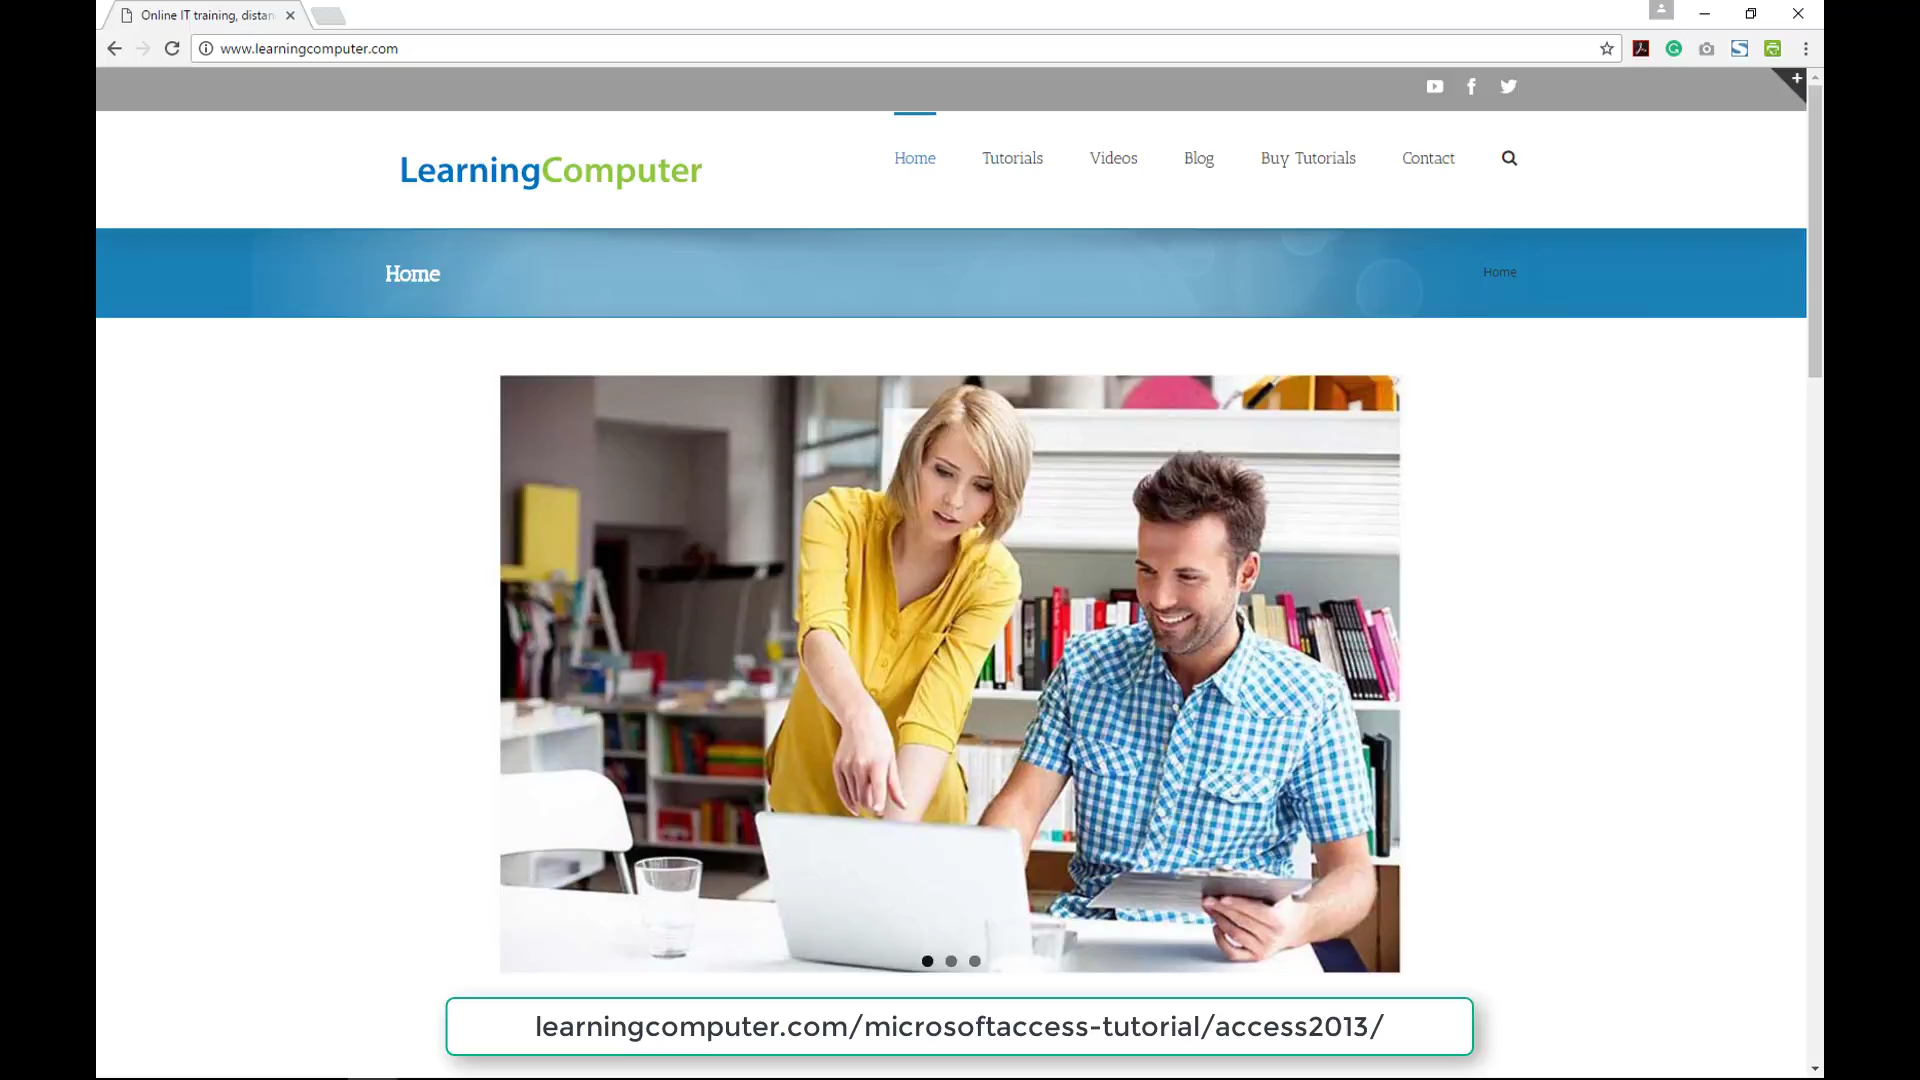 Online IT training, distan
www.learningcomputer.com
LearningComputer
Home
Tutorials
Videos
Blog
Buy Tutorials
Contact
Home
Home
learningcomputer.com/microsoftaccess-tutorial/access2013/